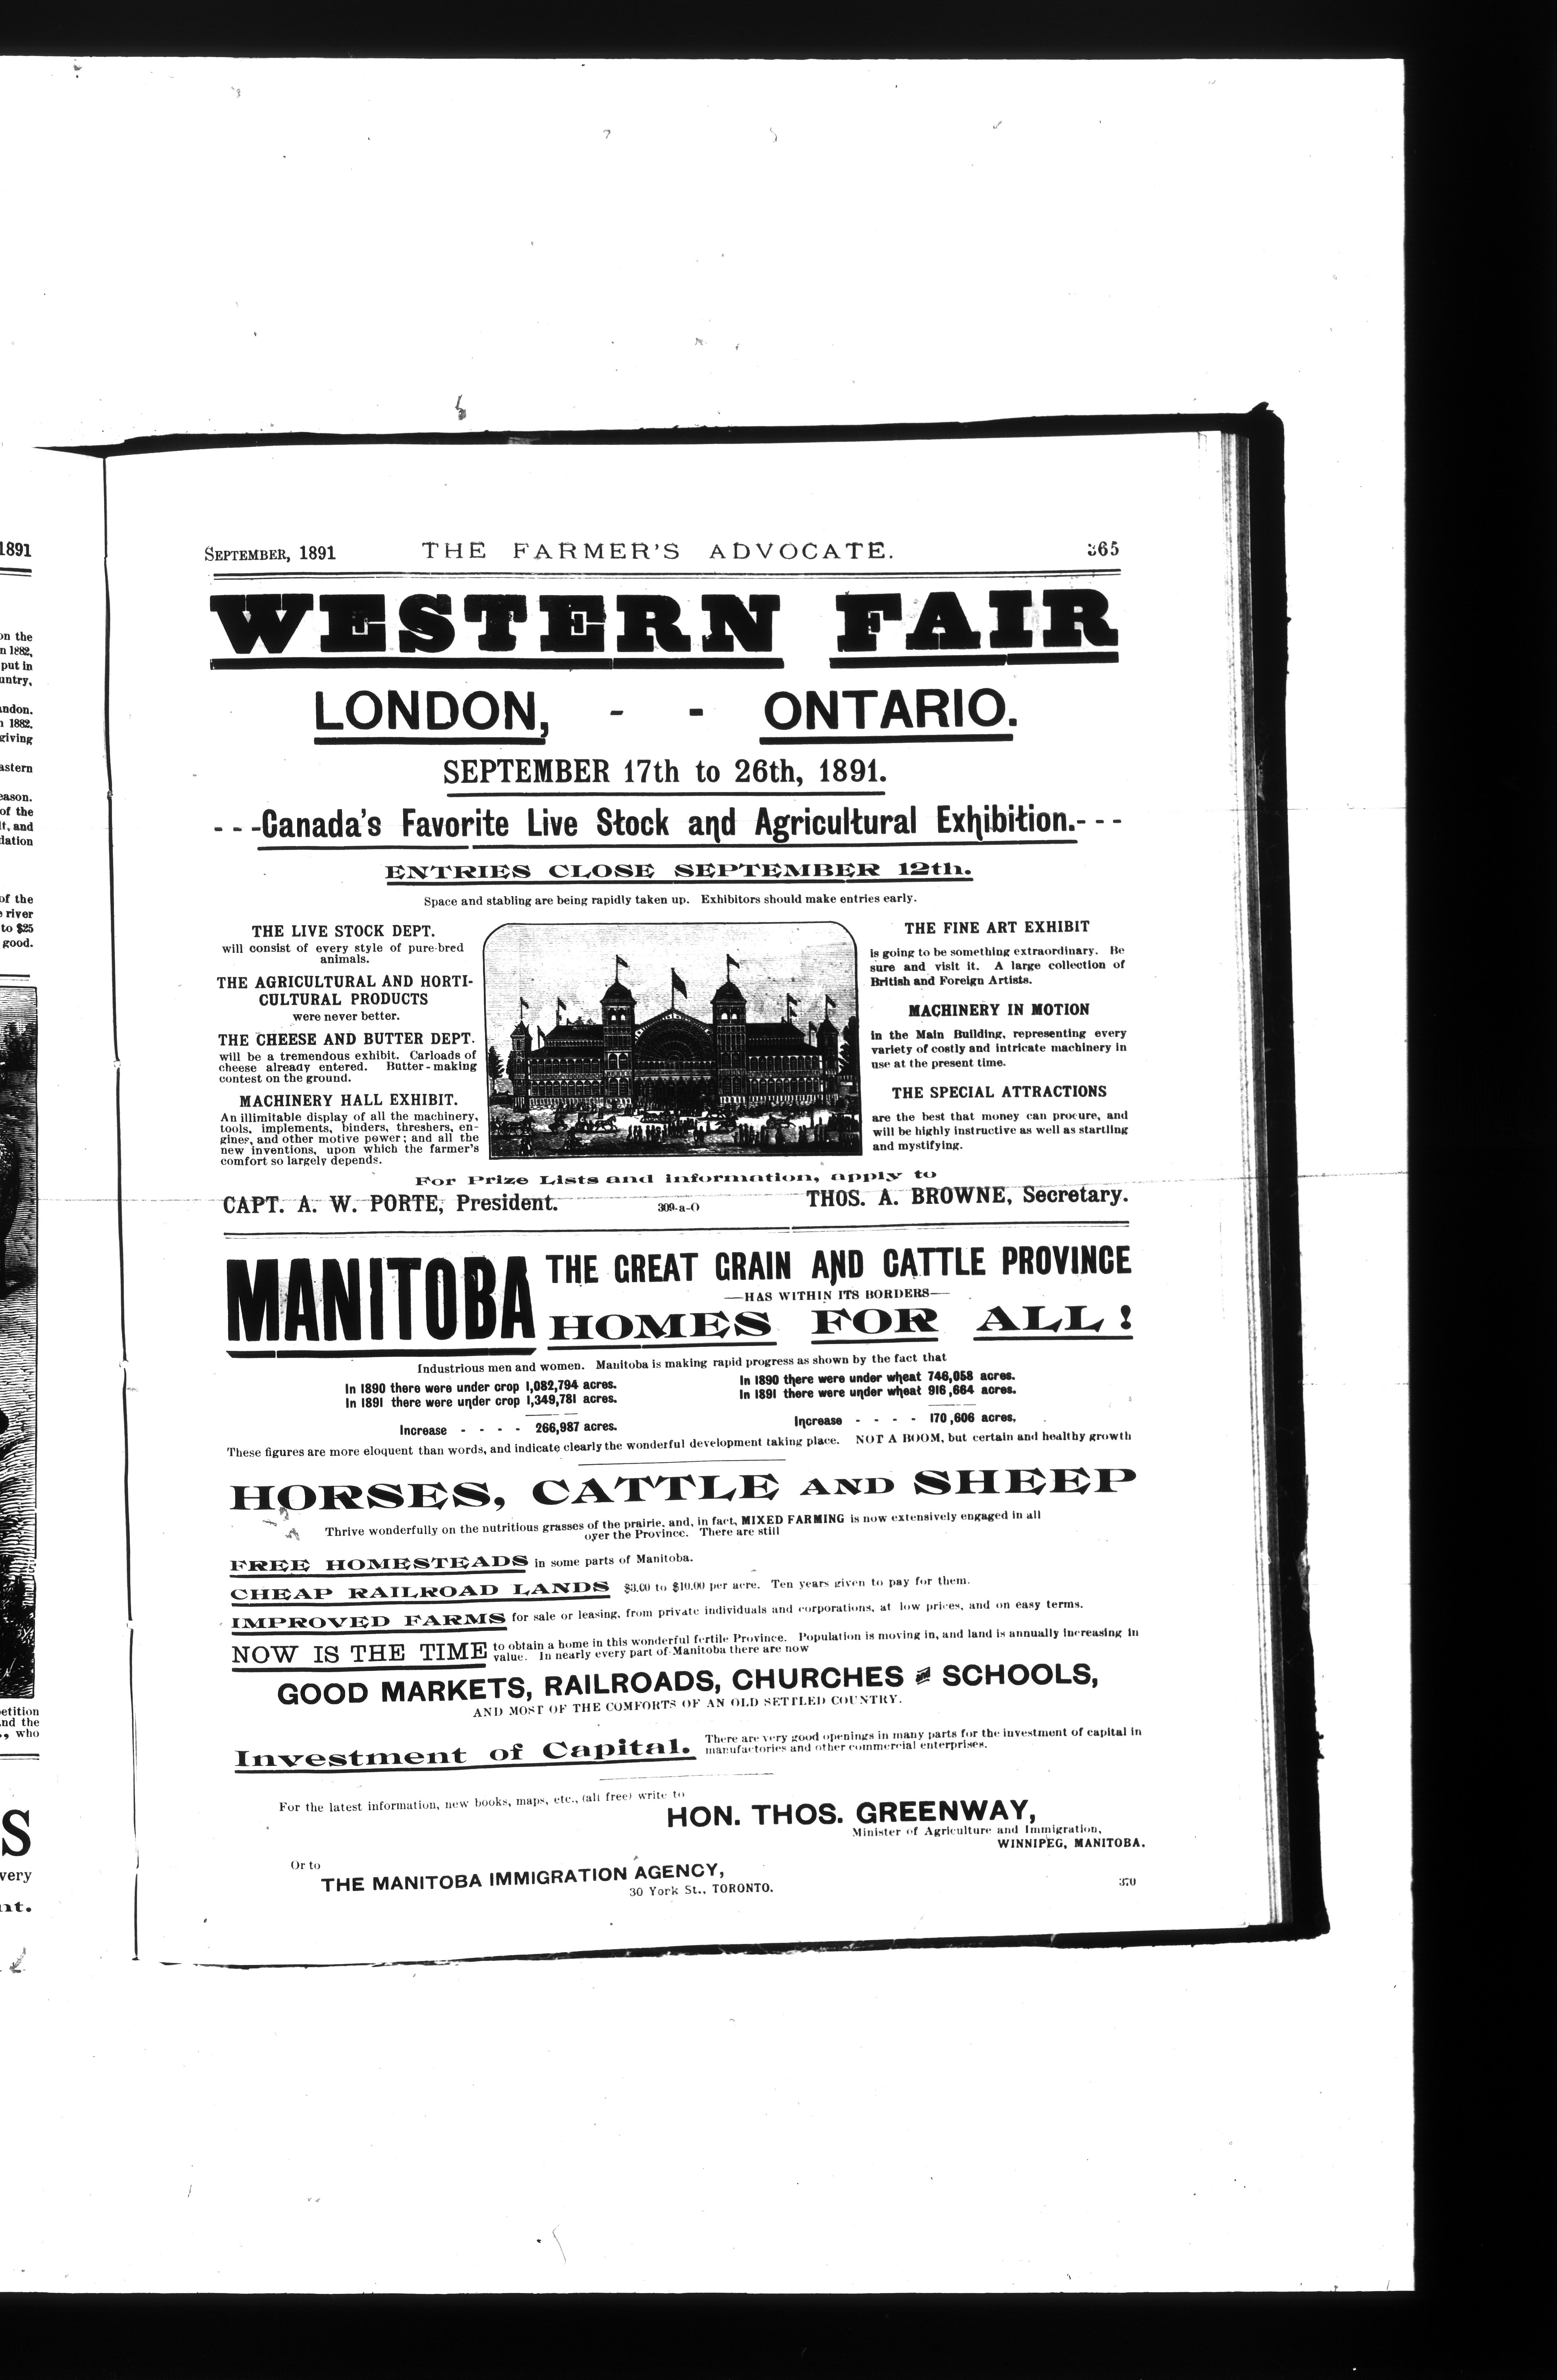 SEPTEMBER, 1891 THE FARMER'S ADVOCATE. 365
WESTERN FAIR
LONDON, - - ONTARIO.
SEPTEMBER 17th to 26th, 1891.
---Canada's Favorite Live Stock and Agricultural Exhibition.---
ENTRIES CLOSE SEPTEMBER 12th.
Space and stabling are being rapidly taken up. Exhibitors should make entries early.
THE LIVE STOCK DEPT.
will consist of every style of pure-bred
animals.
THE AGRICULTURAL AND HORTI-
CULTURAL PRODUCTS
were never better.
THE CHEESE AND BUTTER DEPT.
will be a tremendous exhibit. Carloads of
cheese already entered. Butter-making
contest on the ground.
MACHINERY HALL EXHIBIT.
An illimitable display of all the machinery,
tools, implements, binders, threshers, en-
gines, and other motive power; and all the
new inventions, upon which the farmer's
comfort so largely depends.
THE FINE ART EXHIBIT
is going to be something extraordinary. Be
sure and visit it. A large collection of
British and Foreign Artists.
MACHINERY IN MOTION
in the Main Building, representing every
variety of costly and intricate machinery in
use at the present time.
THE SPECIAL ATTRACTIONS
are the best that money can procure, and
will be highly instructive as well as startling
and mystifying.
For Prize Lists and information, apply to
CAPT. A. W. PORTE, President. 309-a-O THOS. A. BROWNE, Secretary.
MANITOBA THE GREAT GRAIN AND CATTLE PROVINCE
—HAS WITHIN ITS BORDERS—
HOMES FOR ALL!
Industrious men and women. Manitoba is making rapid progress as shown by the fact that
In 1890 there were under crop 1,082,794 acres.
In 1891 there were under crop 1,349,781 acres.
Increase - - - - 266,987 acres.
In 1890 there were under wheat 746,058 acres.
In 1891 there were under wheat 916,664 acres.
Increase - - - - 170,606 acres,
These figures are more eloquent than words, and indicate clearly the wonderful development taking place. NOT A BOOM, but certain and healthy growth
HORSES, CATTLE AND SHEEP
Thrive wonderfully on the nutritious grasses of the prairie, and, in fact, MIXED FARMING is now extensively engaged in all
over the Province. There are still
FREE HOMESTEADS in some parts of Manitoba.
CHEAP RAILROAD LANDS $3.00 to $10.00 per acre. Ten years given to pay for them.
IMPROVED FARMS for sale or leasing, from private individuals and corporations, at low prices, and on easy terms.
NOW IS THE TIME to obtain a home in this wonderful fertile Province. Population is moving in, and land is annually increasing in
value. In nearly every part of Manitoba there are now
GOOD MARKETS, RAILROADS, CHURCHES AND SCHOOLS,
AND MOST OF THE COMFORTS OF AN OLD SETTLED COUNTRY.
Investment of Capital. There are very good openings in many parts for the investment of capital in
manufactories and other commercial enterprises.
For the latest information, new books, maps, etc., (all free) write to
HON. THOS. GREENWAY,
Minister of Agriculture and Immigration,
WINNIPEG, MANITOBA.
Or to
THE MANITOBA IMMIGRATION AGENCY,
30 York St., TORONTO.
370